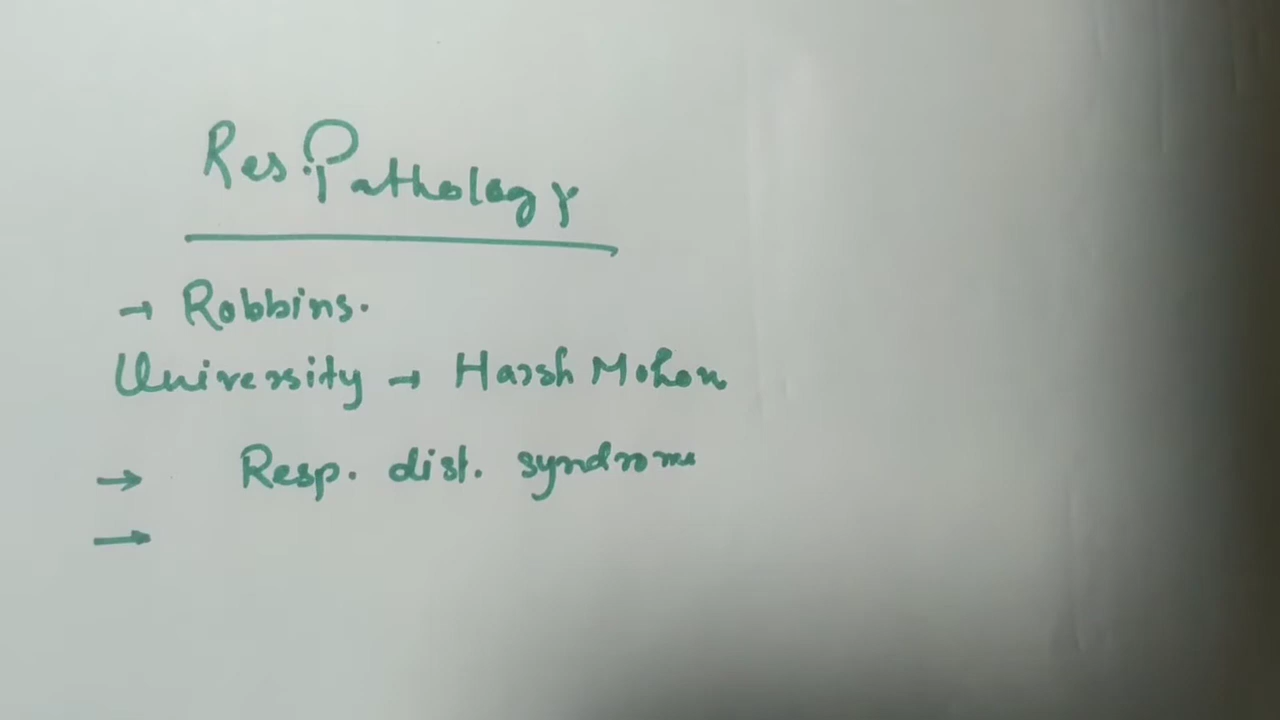 Res. Pathology
→ Robbins.
University → Harsh Mohan
→ Resp. dist. syndrome
→